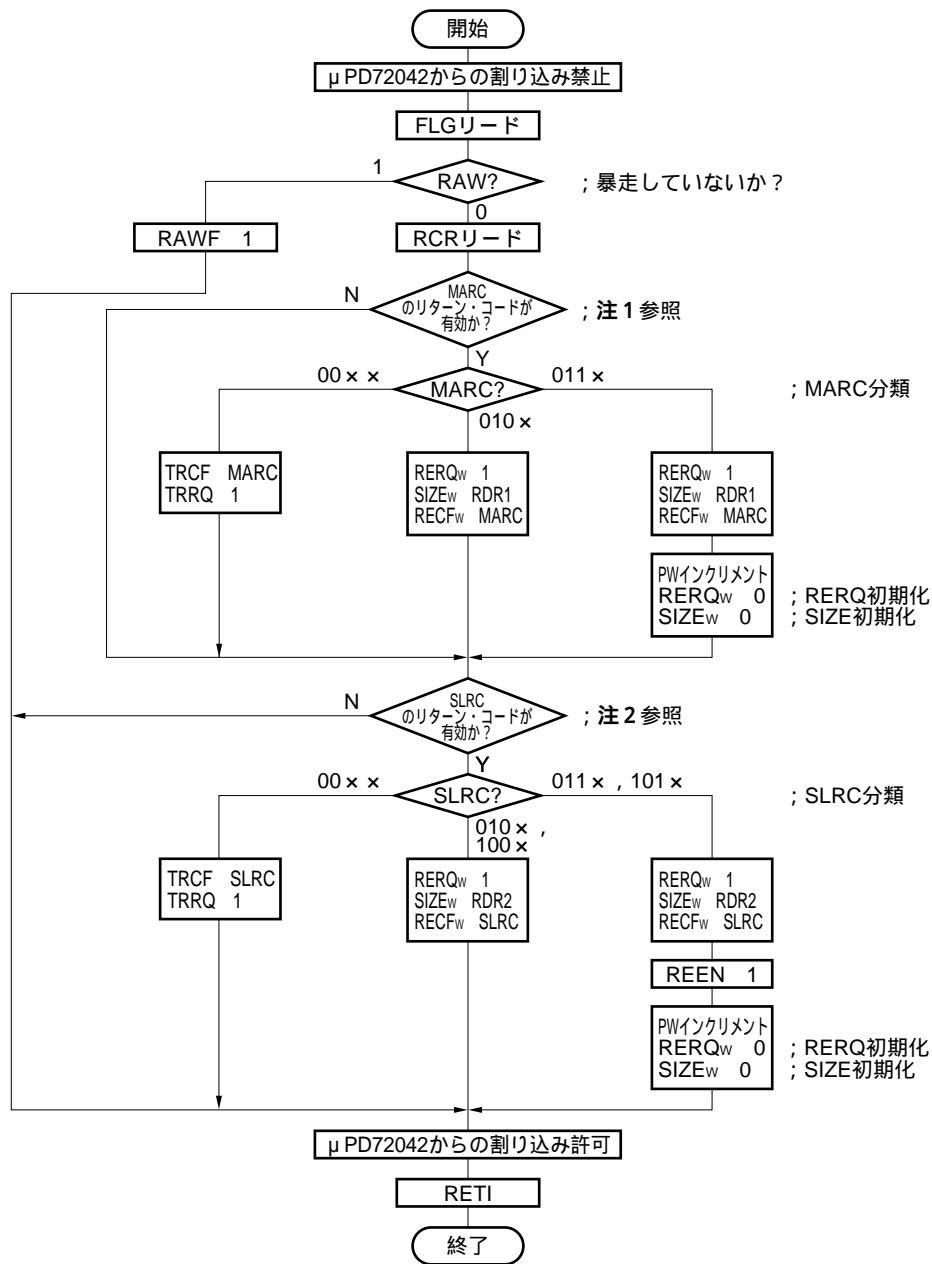 開始
μPD72042からの割り込み禁止
FLGリード
1
RAW?
；暴走していないか？
0
RAWF 1
RCRリード
N
MARC
のリターン・コードが
有効か？
；注1参照
Y
00××
MARC?
011×
；MARC分類
010×
TRCF MARC
TRRQ 1
RERQW 1
SIZEW RDR1
RECFW MARC
RERQW 1
SIZEW RDR1
RECFW MARC
PWインクリメント
RERQW 0
；RERQ初期化
SIZEW 0
；SIZE初期化
N
SLRC
のリターン・コードが
有効か？
；注2参照
Y
00××
SLRC?
011×，101×
；SLRC分類
010×，
100×
TRCF SLRC
TRRQ 1
RERQW 1
SIZEW RDR2
RECFW SLRC
RERQW 1
SIZEW RDR2
RECFW SLRC
REEN 1
PWインクリメント
RERQW 0
；RERQ初期化
SIZEW 0
；SIZE初期化
μPD72042からの割り込み許可
RETI
終了